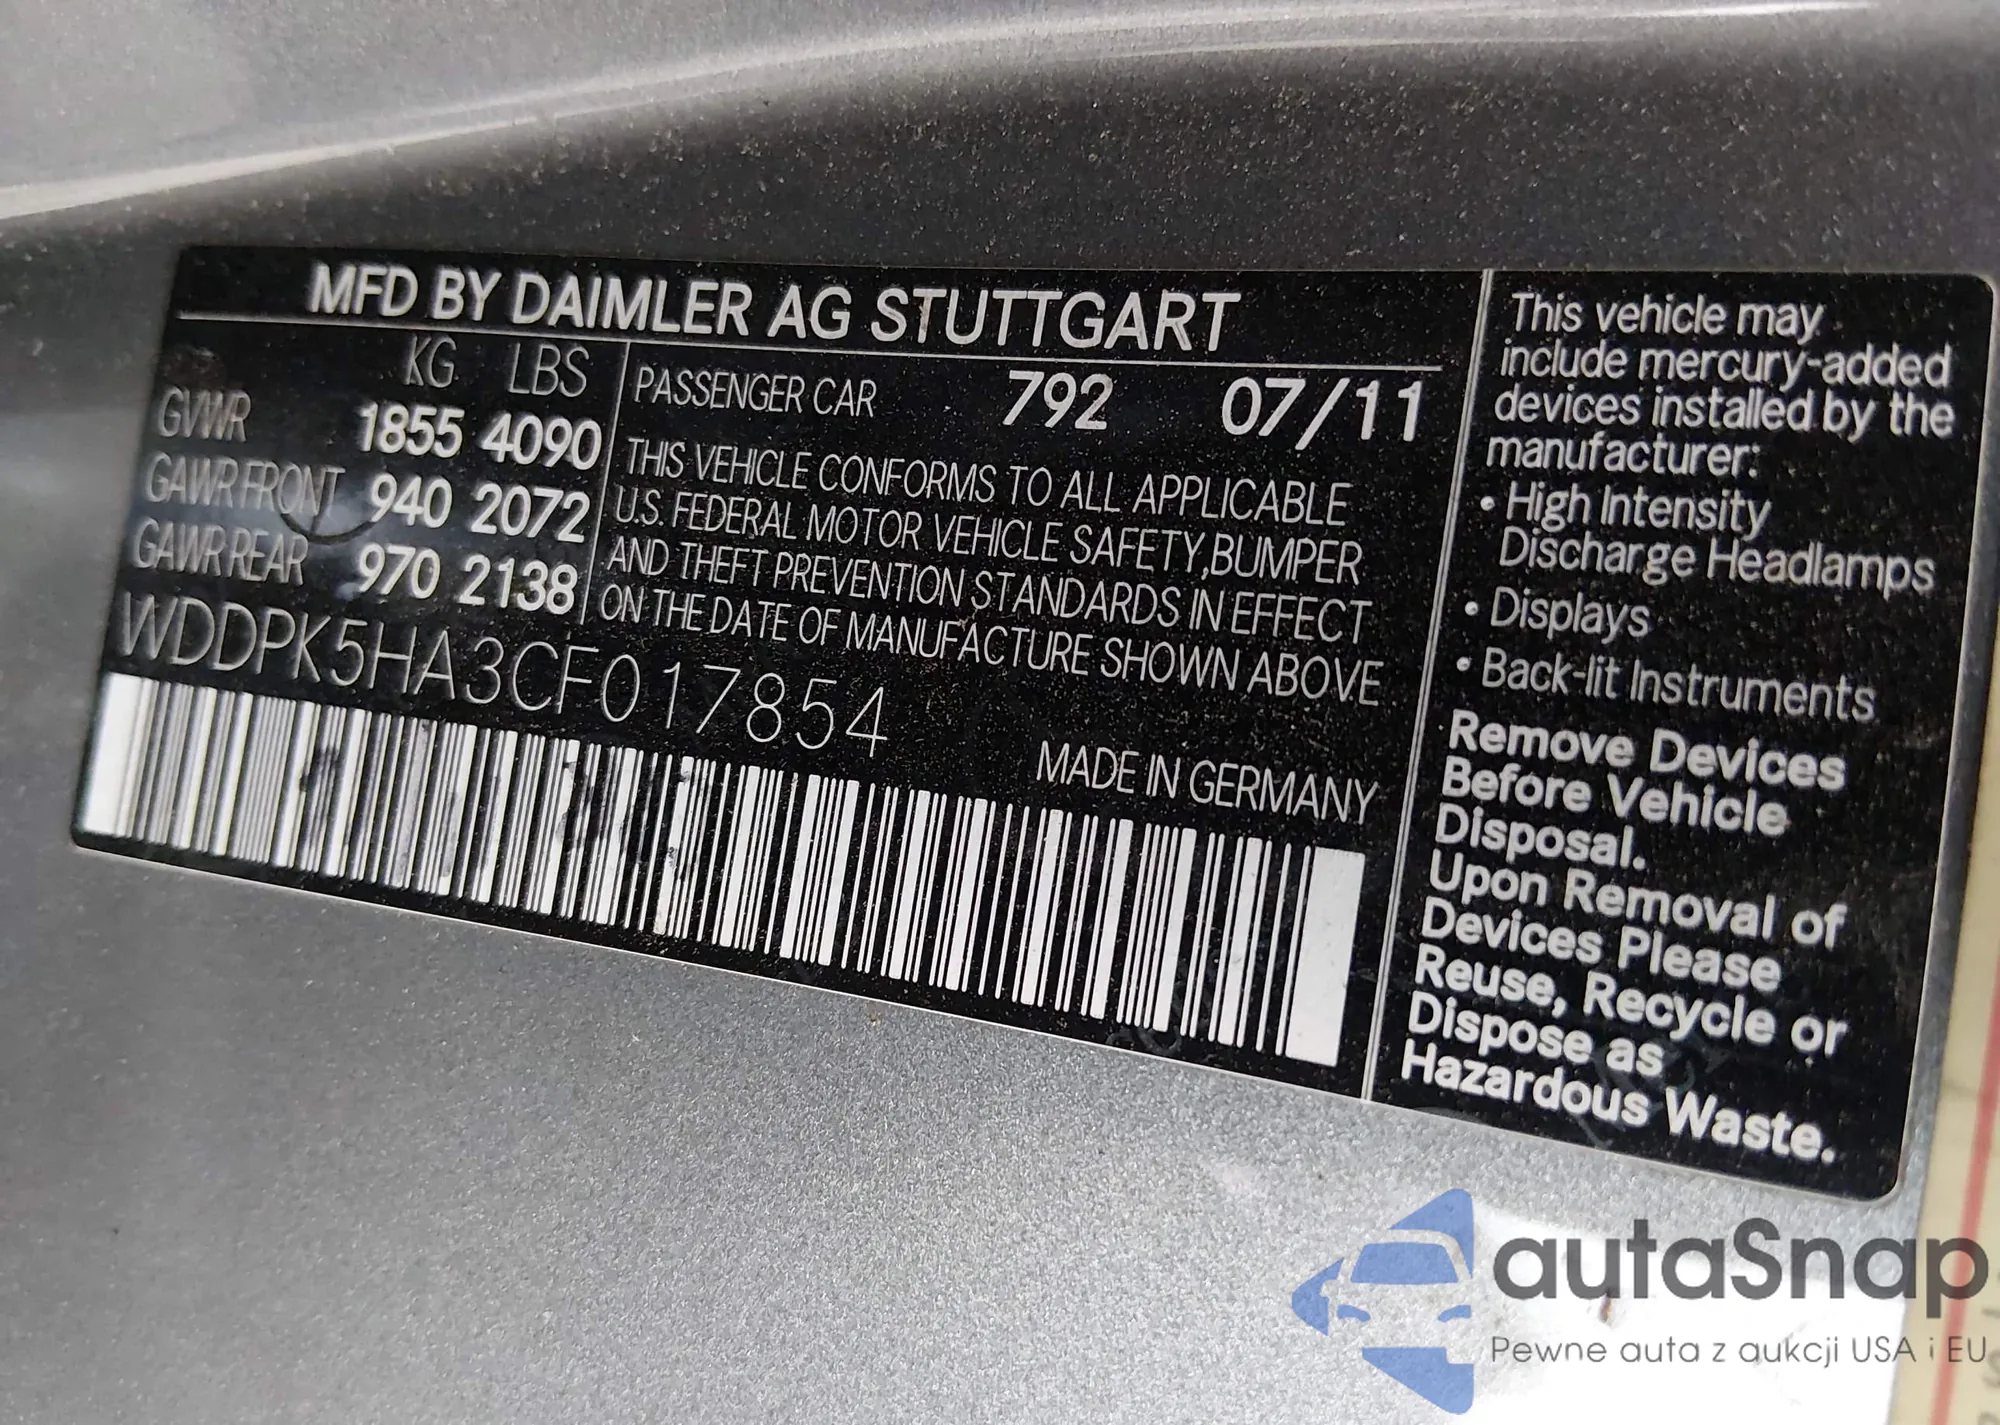 MFD BY DAIMLER AG STUTTGART
KG LBS
GVWR 1855 4090
GAWR FRONT 940 2072
GAWR REAR 970 2138
PASSENGER CAR 792 07/11
THIS VEHICLE CONFORMS TO ALL APPLICABLE
U.S. FEDERAL MOTOR VEHICLE SAFETY,BUMPER
AND THEFT PREVENTION STANDARDS IN EFFECT
ON THE DATE OF MANUFACTURE SHOWN ABOVE.
WDDPK5HA3CF017854
MADE IN GERMANY
This vehicle may
include mercury-added
devices installed by the
manufacturer:
• High Intensity
Discharge Headlamps
• Displays
• Back-lit Instruments
Remove Devices
Before Vehicle
Disposal.
Upon Removal of
Devices Please
Reuse, Recycle or
Dispose as
Hazardous Waste.
autaSnap
Pewne auta z aukcji USA i EU